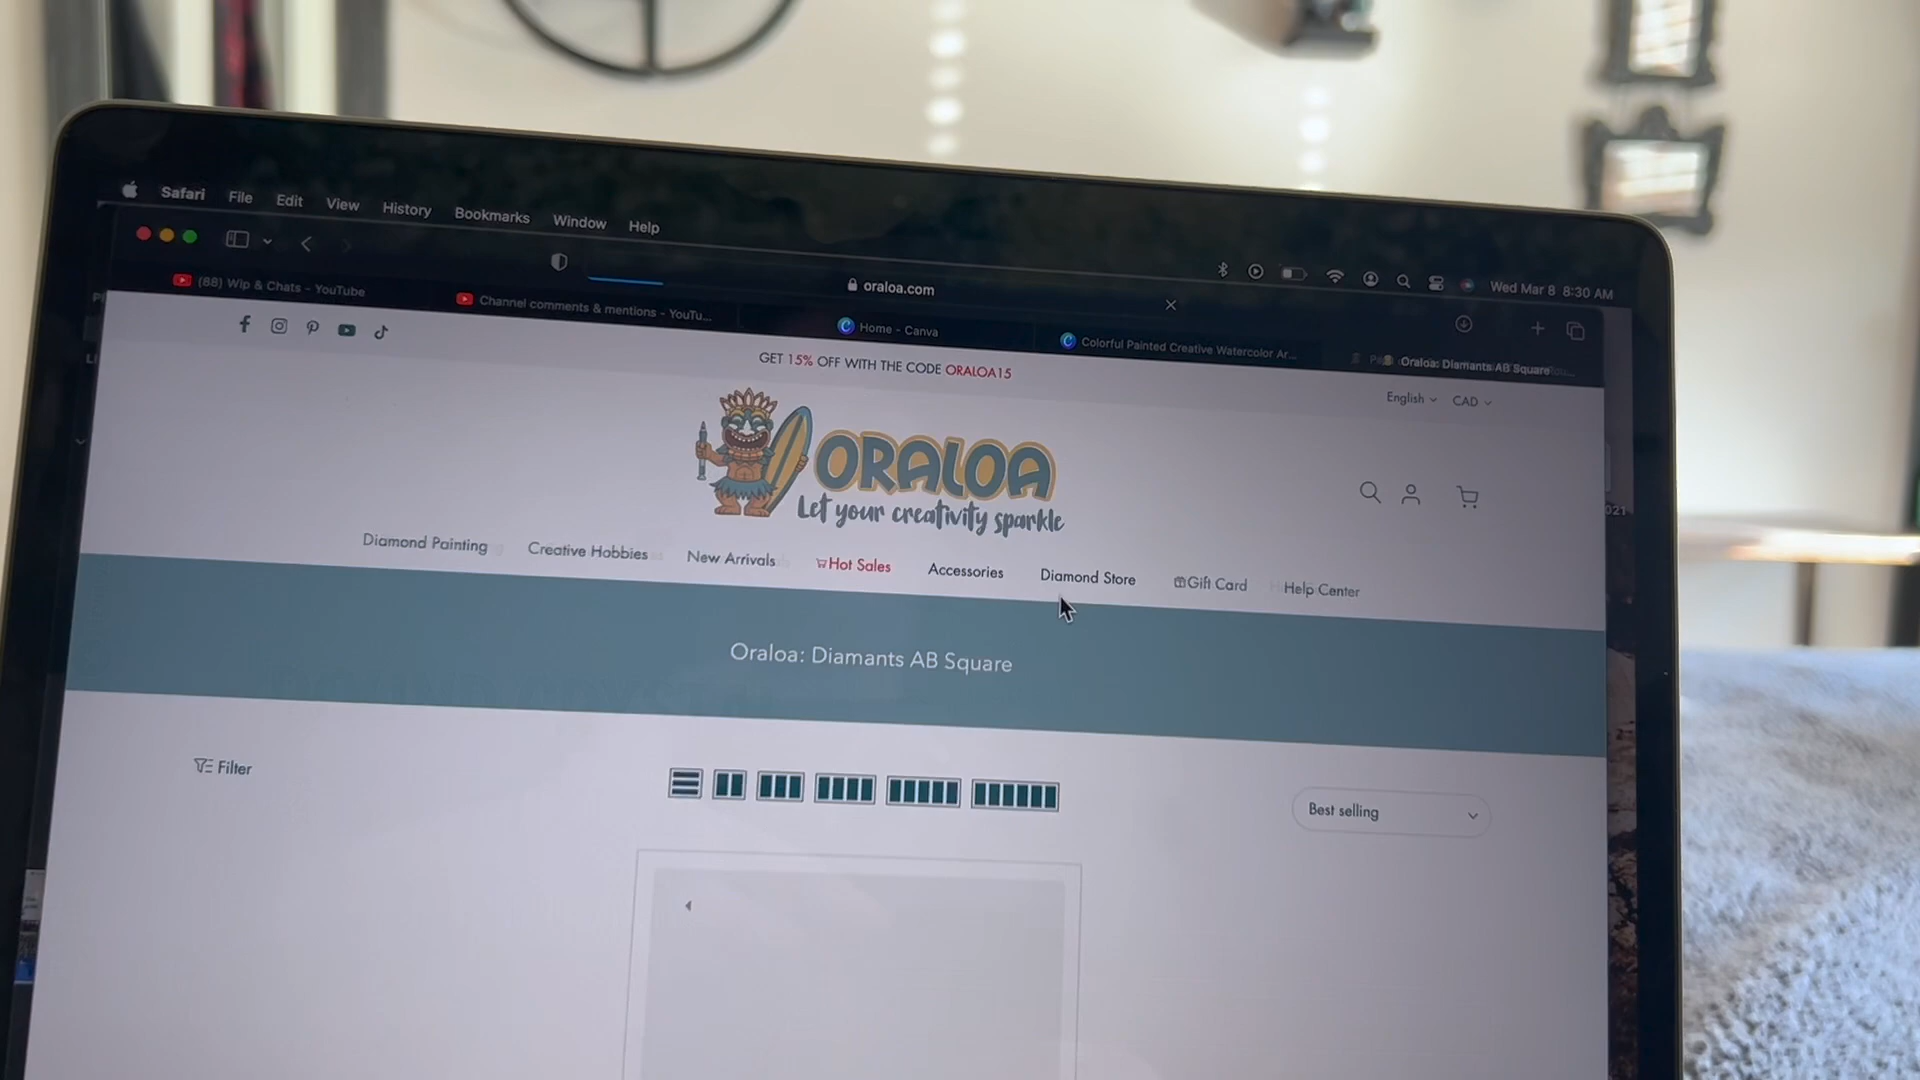 Safari File Edit View History Bookmarks Window Help
Wed Mar 8 8:30 AM
oraloa.com
(88) Wip & Chats - YouTube
Channel comments & mentions - YouTu...
Home - Canva
Colorful Painted Creative Watercolor Ar...
Oraloa: Diamants AB Square
GET 15% OFF WITH THE CODE ORALOA15
English CAD
ORALOA
Let your creativity sparkle
Diamond Painting Creative Hobbies New Arrivals Hot Sales Accessories Diamond Store Gift Card Help Center
021
Oraloa: Diamants AB Square
Filter
Best selling